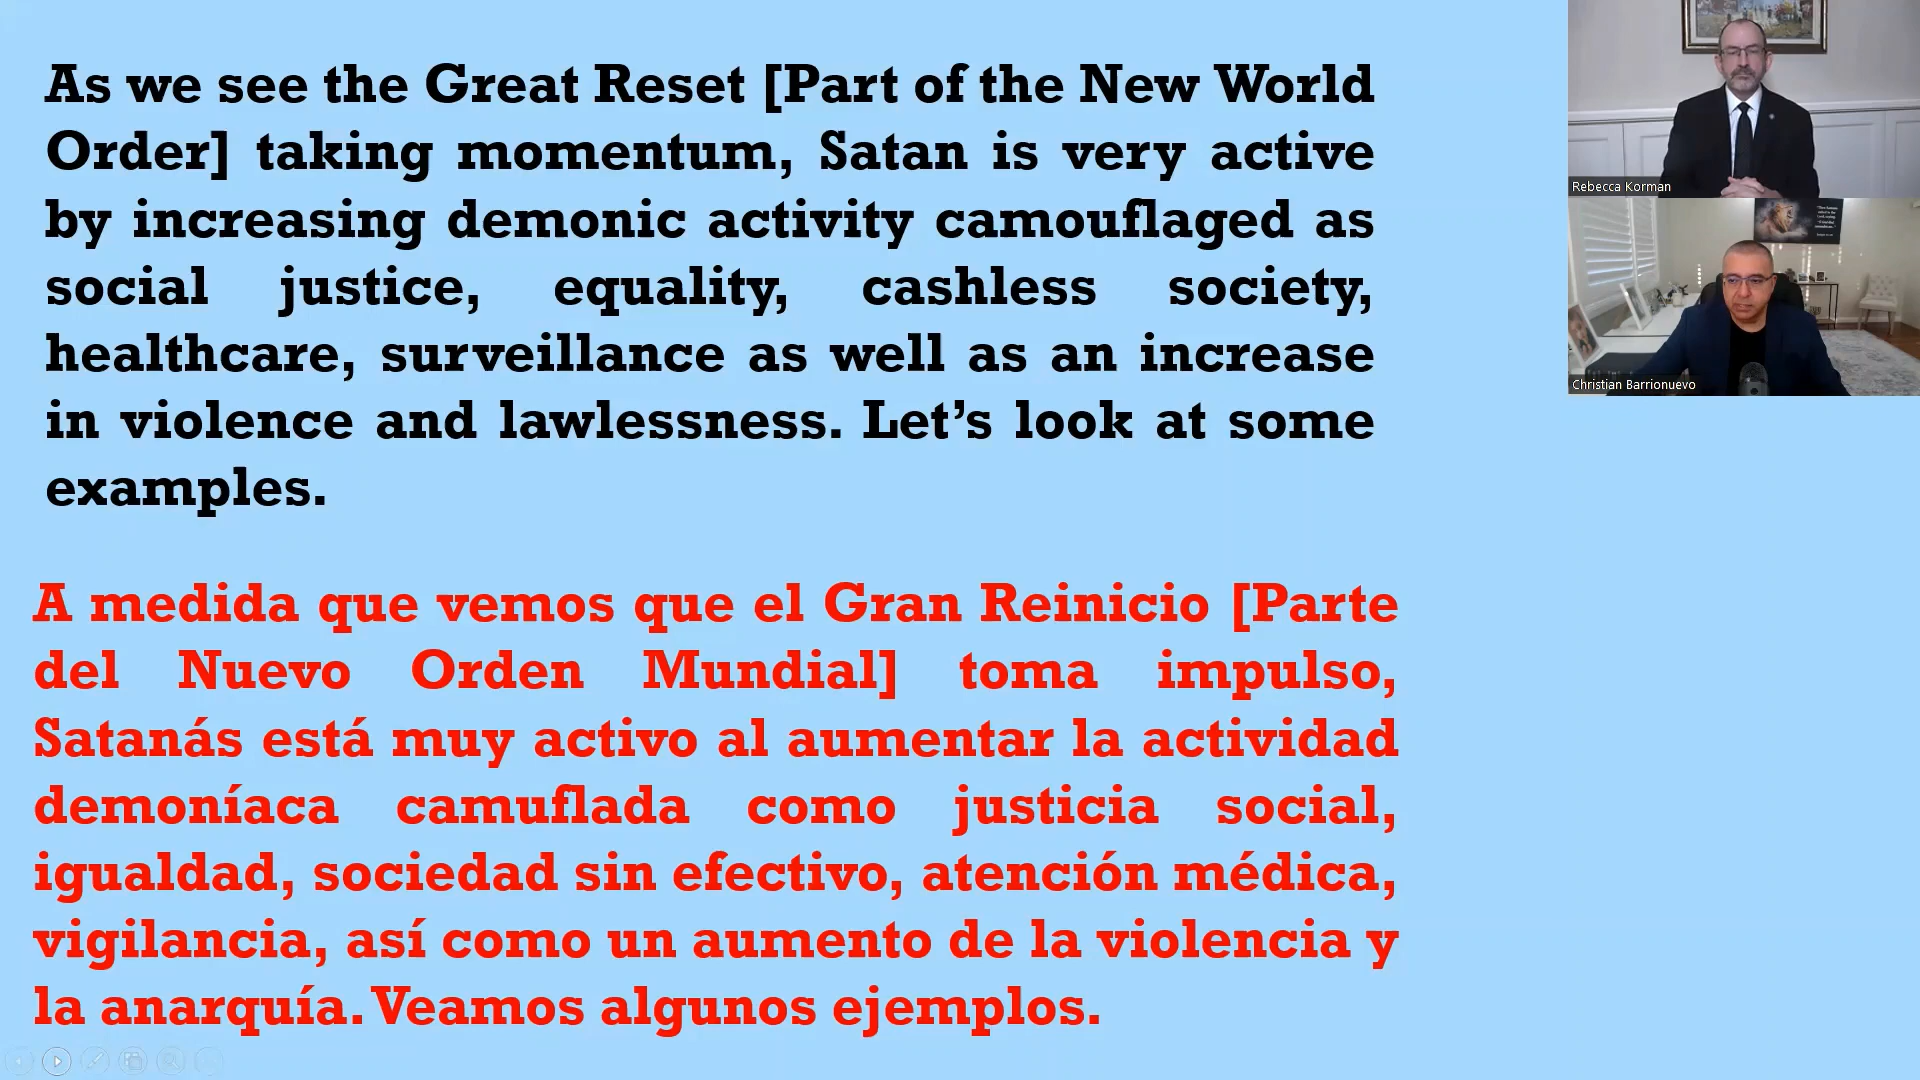 As we see the Great Reset [Part of the New World
Order] taking momentum, Satan is very active
by increasing demonic activity camouflaged as
social justice, equality, cashless society,
healthcare, surveillance as well as an increase
in violence and lawlessness. Let’s look at some
examples.
A medida que vemos que el Gran Reinicio [Parte
del Nuevo Orden Mundial] toma impulso,
Satanás está muy activo al aumentar la actividad
demoníaca camuflada como justicia social,
igualdad, sociedad sin efectivo, atención médica,
vigilancia, así como un aumento de la violencia y
la anarquía. Veamos algunos ejemplos.
Rebecca Korman
Christian Barrionuevo